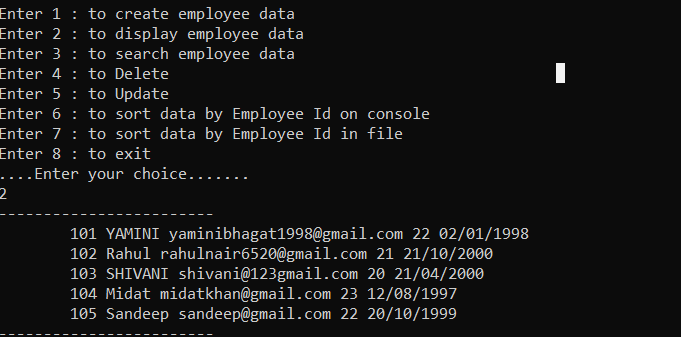 Enter 1 : to create employee data
Enter 2 : to display employee data
Enter 3 : to search employee data
Enter 4 : to Delete
Enter 5 : to Update
Enter 6 : to sort data by Employee Id on console
Enter 7 : to sort data by Employee Id in file
Enter 8 : to exit
....Enter your choice.......
2
------------------------
101 YAMINI yaminibhagat1998@gmail.com 22 02/01/1998
102 Rahul rahulnair6520@gmail.com 21 21/10/2000
103 SHIVANI shivani@123gmail.com 20 21/04/2000
104 Midat midatkhan@gmail.com 23 12/08/1997
105 Sandeep sandeep@gmail.com 22 20/10/1999
------------------------